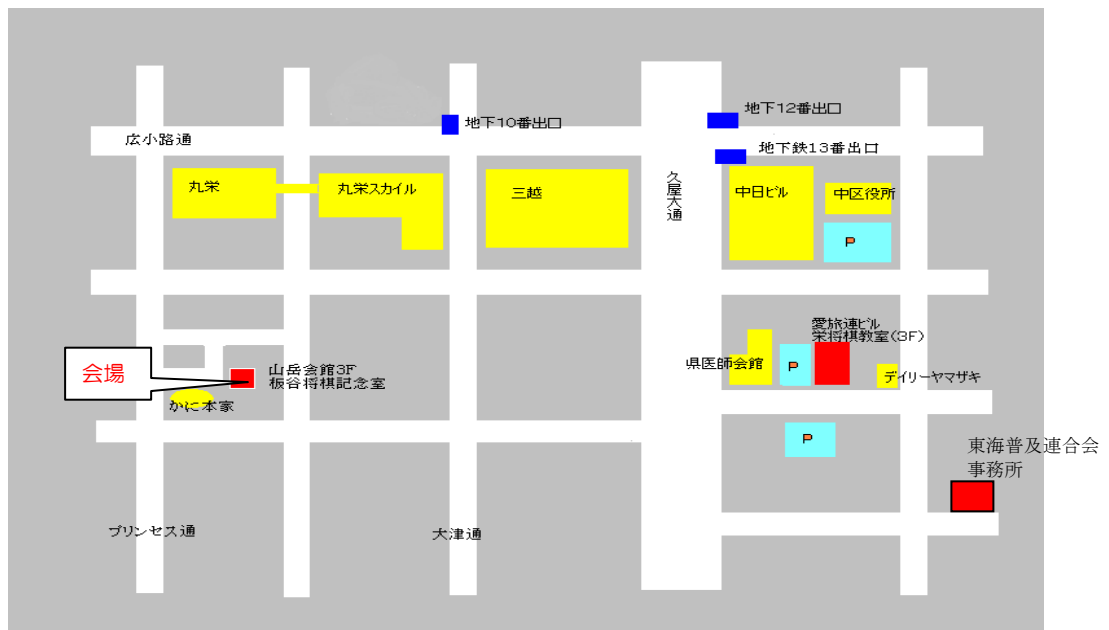 地下12番出口
地下10番出口
広小路通
地下鉄13番出口
丸栄
丸栄スカイル
三越
久屋大通
中日ビル
中区役所
P
愛旅連ビル
栄将棋教室(3F)
県医師会館
P
デイリーヤマザキ
会場
山岳会館3F
板谷将棋記念室
かに本家
P
東海普及連合会
事務所
プリンセス通
大津通